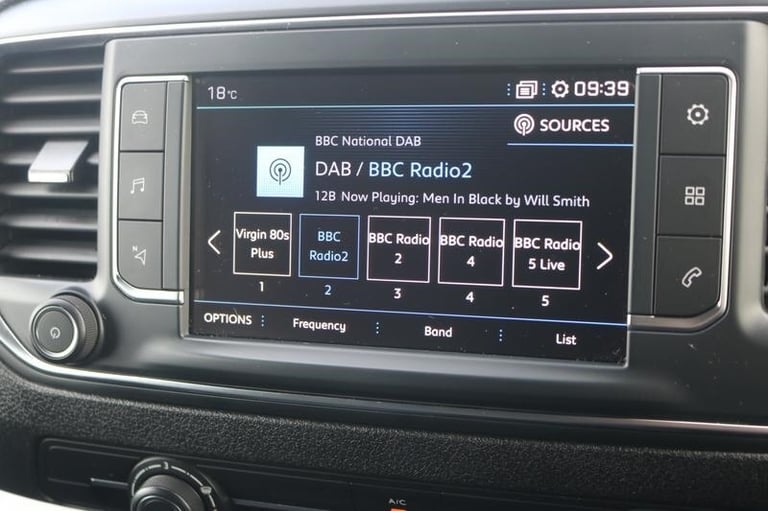 18°C
09:39
SOURCES
BBC National DAB
DAB / BBC Radio2
12B Now Playing: Men In Black by Will Smith
Virgin 80s
Plus
BBC
Radio2
BBC Radio
2
BBC Radio
4
BBC Radio
5 Live
1 2 3 4 5
OPTIONS Frequency Band List
N
A/C